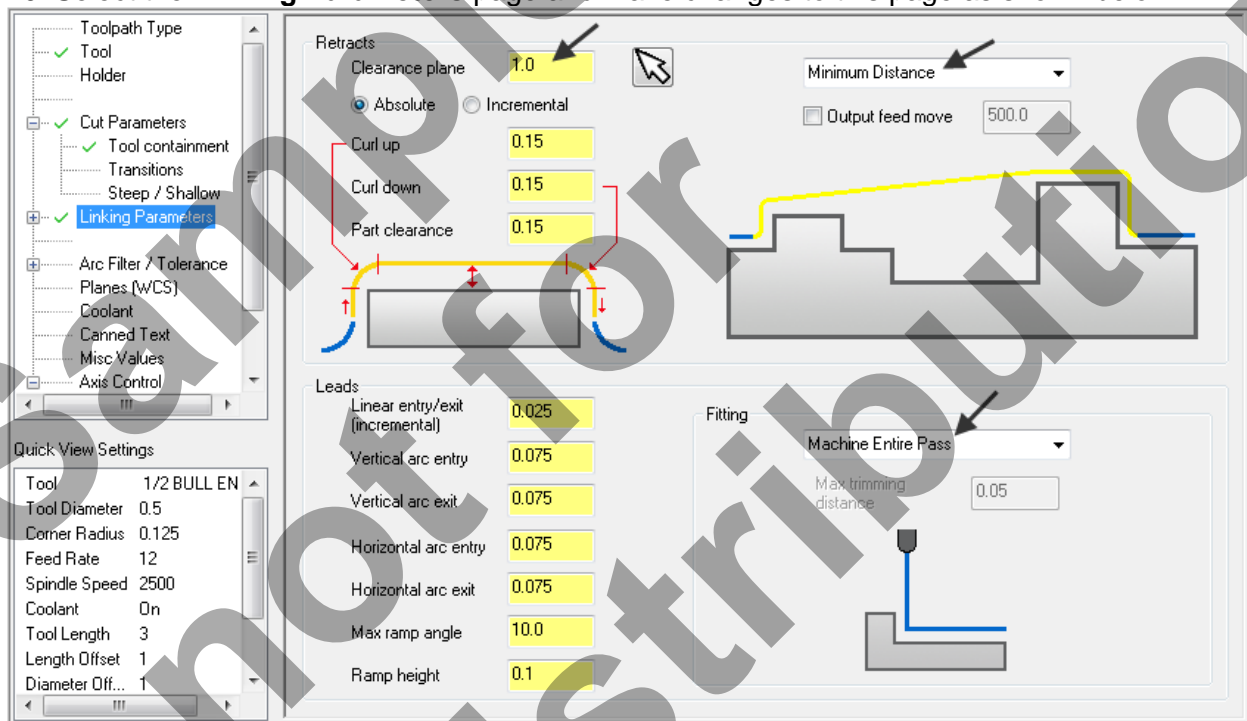 Toolpath Type
Tool
Holder
Cut Parameters
Tool containment
Transitions
Steep / Shallow
Linking Parameters
Arc Filter / Tolerance
Planes (WCS)
Coolant
Canned Text
Misc Values
Axis Control
Quick View Settings
Tool 1/2 BULL EN
Tool Diameter 0.5
Corner Radius 0.125
Feed Rate 12
Spindle Speed 2500
Coolant On
Tool Length 3
Length Offset 1
Diameter Off... 1
Retracts
Clearance plane 1.0
Absolute Incremental
Curl up 0.15
Curl down 0.15
Part clearance 0.15
Minimum Distance
Output feed move 500.0
Leads
Linear entry/exit (incremental) 0.025
Vertical arc entry 0.075
Vertical arc exit 0.075
Horizontal arc entry 0.075
Horizontal arc exit 0.075
Max ramp angle 10.0
Ramp height 0.1
Fitting
Machine Entire Pass
Max trimming distance 0.05